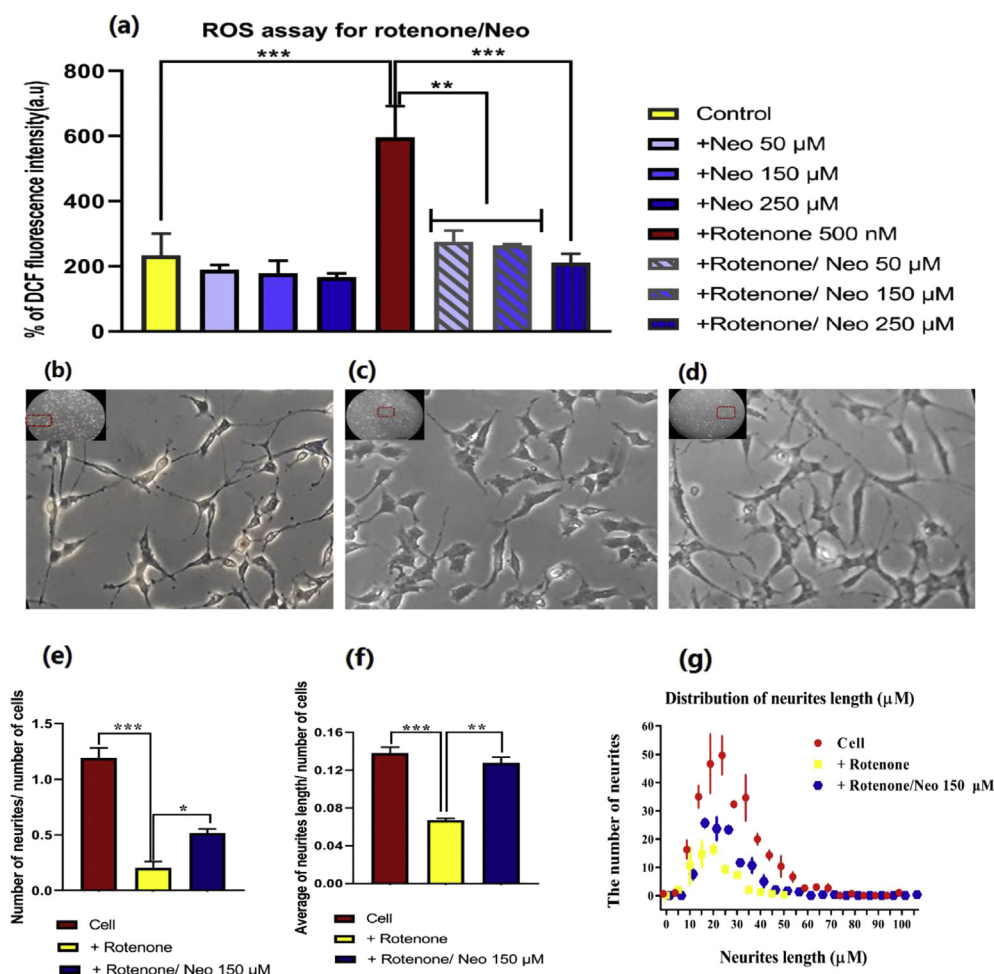 (a)
ROS assay for rotenone/Neo
***
***
**
800
600
400
200
0
% of DCF fluorescence intensity(a.u)
Control
+Neo 50 μM
+Neo 150 μM
+Neo 250 μM
+Rotenone 500 nM
+Rotenone/ Neo 50 μM
+Rotenone/ Neo 150 μM
+Rotenone/ Neo 250 μM
(b)
(c)
(d)
(e)
Number of neurites/ number of cells
1.5
1.0
0.5
0.0
***
*
Cell
+ Rotenone
+ Rotenone/ Neo 150 μM
(f)
Average of neurites length/ number of cells
0.16
0.12
0.08
0.04
0.00
***
**
Cell
+ Rotenone
+ Rotenone/ Neo 150 μM
(g)
Distribution of neurites length (μM)
The number of neurites
60
50
40
30
20
10
0
Cell
+ Rotenone
+ Rotenone/Neo 150 μM
0 10 20 30 40 50 60 70 80 90 100
Neurites length (μM)